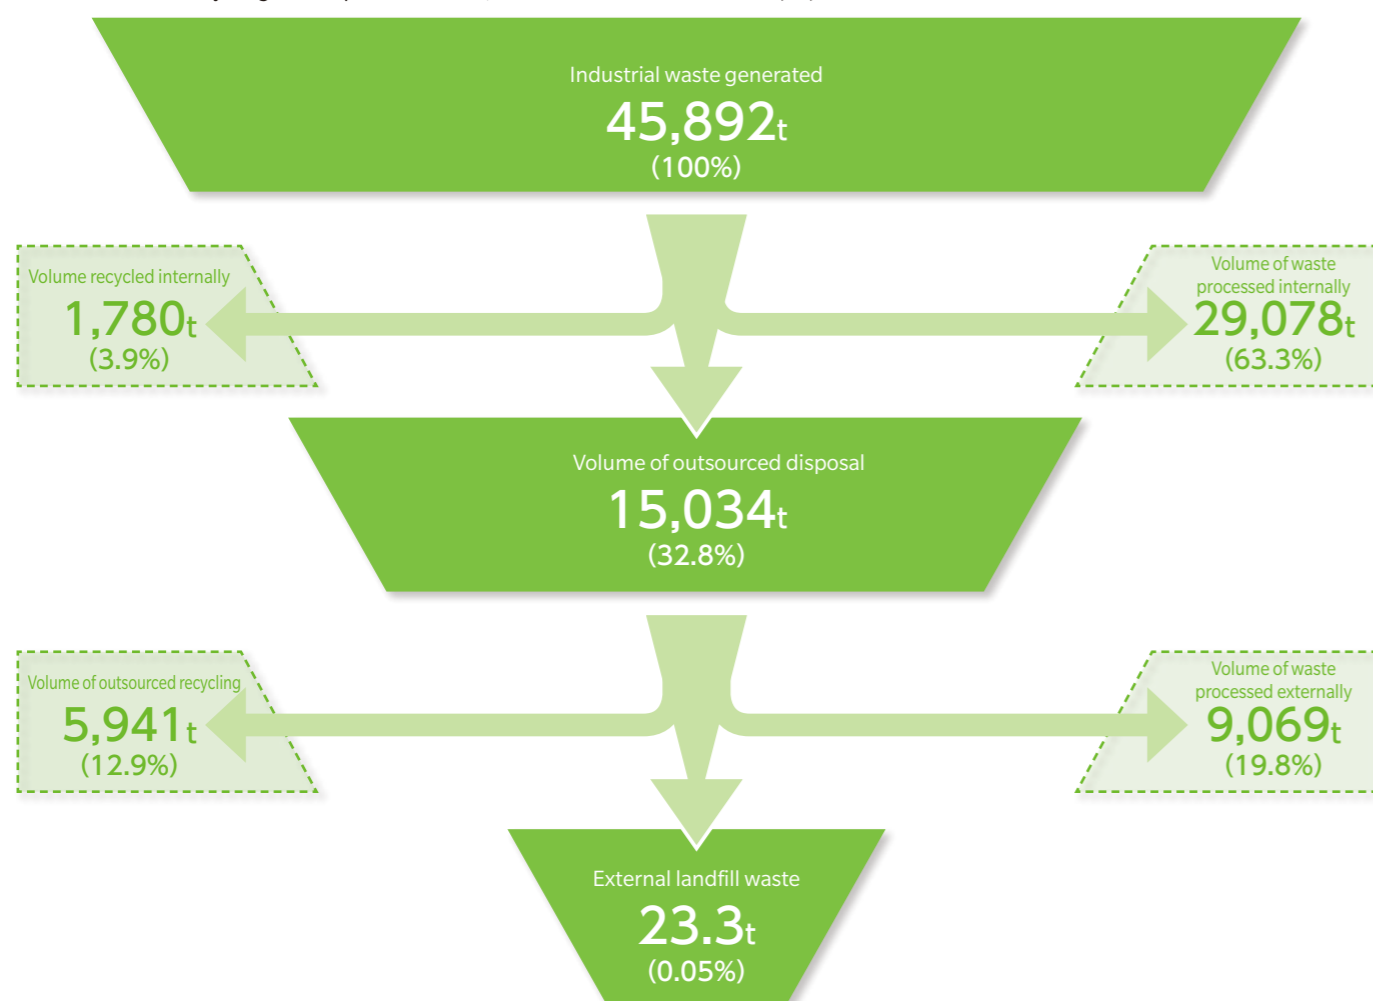 Industrial waste generated
45,892t
(100%)
Volume recycled internally
1,780t
(3.9%)
Volume of waste
processed internally
29,078t
(63.3%)
Volume of outsourced disposal
15,034t
(32.8%)
Volume of outsourced recycling
5,941t
(12.9%)
Volume of waste
processed externally
9,069t
(19.8%)
External landfill waste
23.3t
(0.05%)